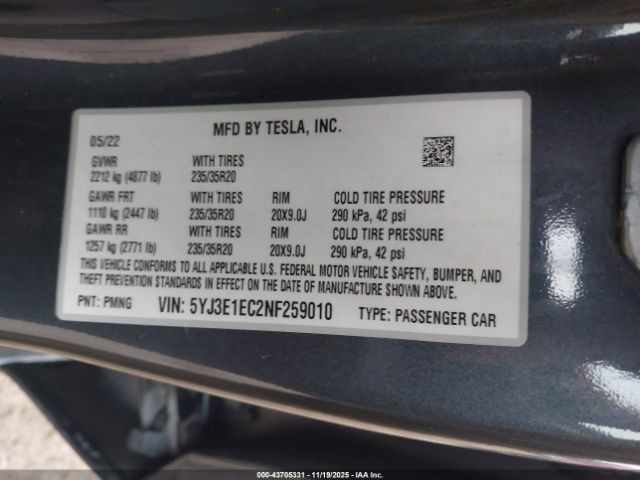 MFD BY TESLA, INC.
05/22
GVWR WITH TIRES
2212 kg (4877 lb) 235/35R20
GAWR FRT WITH TIRES RIM COLD TIRE PRESSURE
1110 kg (2447 lb) 235/35R20 20X9.0J 290 kPa, 42 psi
GAWR RR WITH TIRES RIM COLD TIRE PRESSURE
1257 kg (2771 lb) 235/35R20 20X9.0J 290 kPa, 42 psi
THIS VEHICLE CONFORMS TO ALL APPLICABLE U.S. FEDERAL MOTOR VEHICLE SAFETY, BUMPER, AND
THEFT PREVENTION STANDARDS IN EFFECT ON THE DATE OF MANUFACTURE SHOWN ABOVE.
PNT: PMNG VIN: 5YJ3E1EC2NF259010 TYPE: PASSENGER CAR
© 2000-43705331 - 11/19/2025 - IAA Inc.